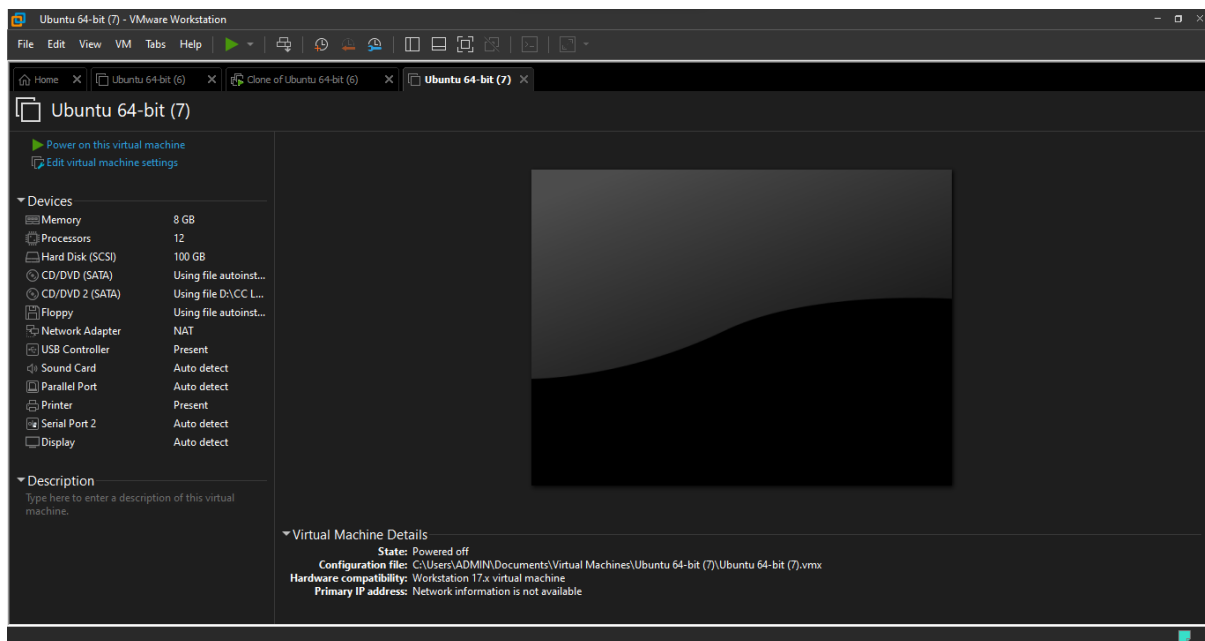 Ubuntu 64-bit (7) - VMware Workstation
File Edit View VM Tabs Help
Home Ubuntu 64-bit (6) Clone of Ubuntu 64-bit (6) Ubuntu 64-bit (7)
Ubuntu 64-bit (7)
Power on this virtual machine
Edit virtual machine settings
Devices
Memory 8 GB
Processors 12
Hard Disk (SCSI) 100 GB
CD/DVD (SATA) Using file autoinst...
CD/DVD 2 (SATA) Using file D:\CC L...
Floppy Using file autoinst...
Network Adapter NAT
USB Controller Present
Sound Card Auto detect
Parallel Port Auto detect
Printer Present
Serial Port 2 Auto detect
Display Auto detect
Description
Type here to enter a description of this virtual
machine.
Virtual Machine Details
State: Powered off
Configuration file: C:\Users\ADMIN\Documents\Virtual Machines\Ubuntu 64-bit (7)\Ubuntu 64-bit (7).vmx
Hardware compatibility: Workstation 17.x virtual machine
Primary IP address: Network information is not available